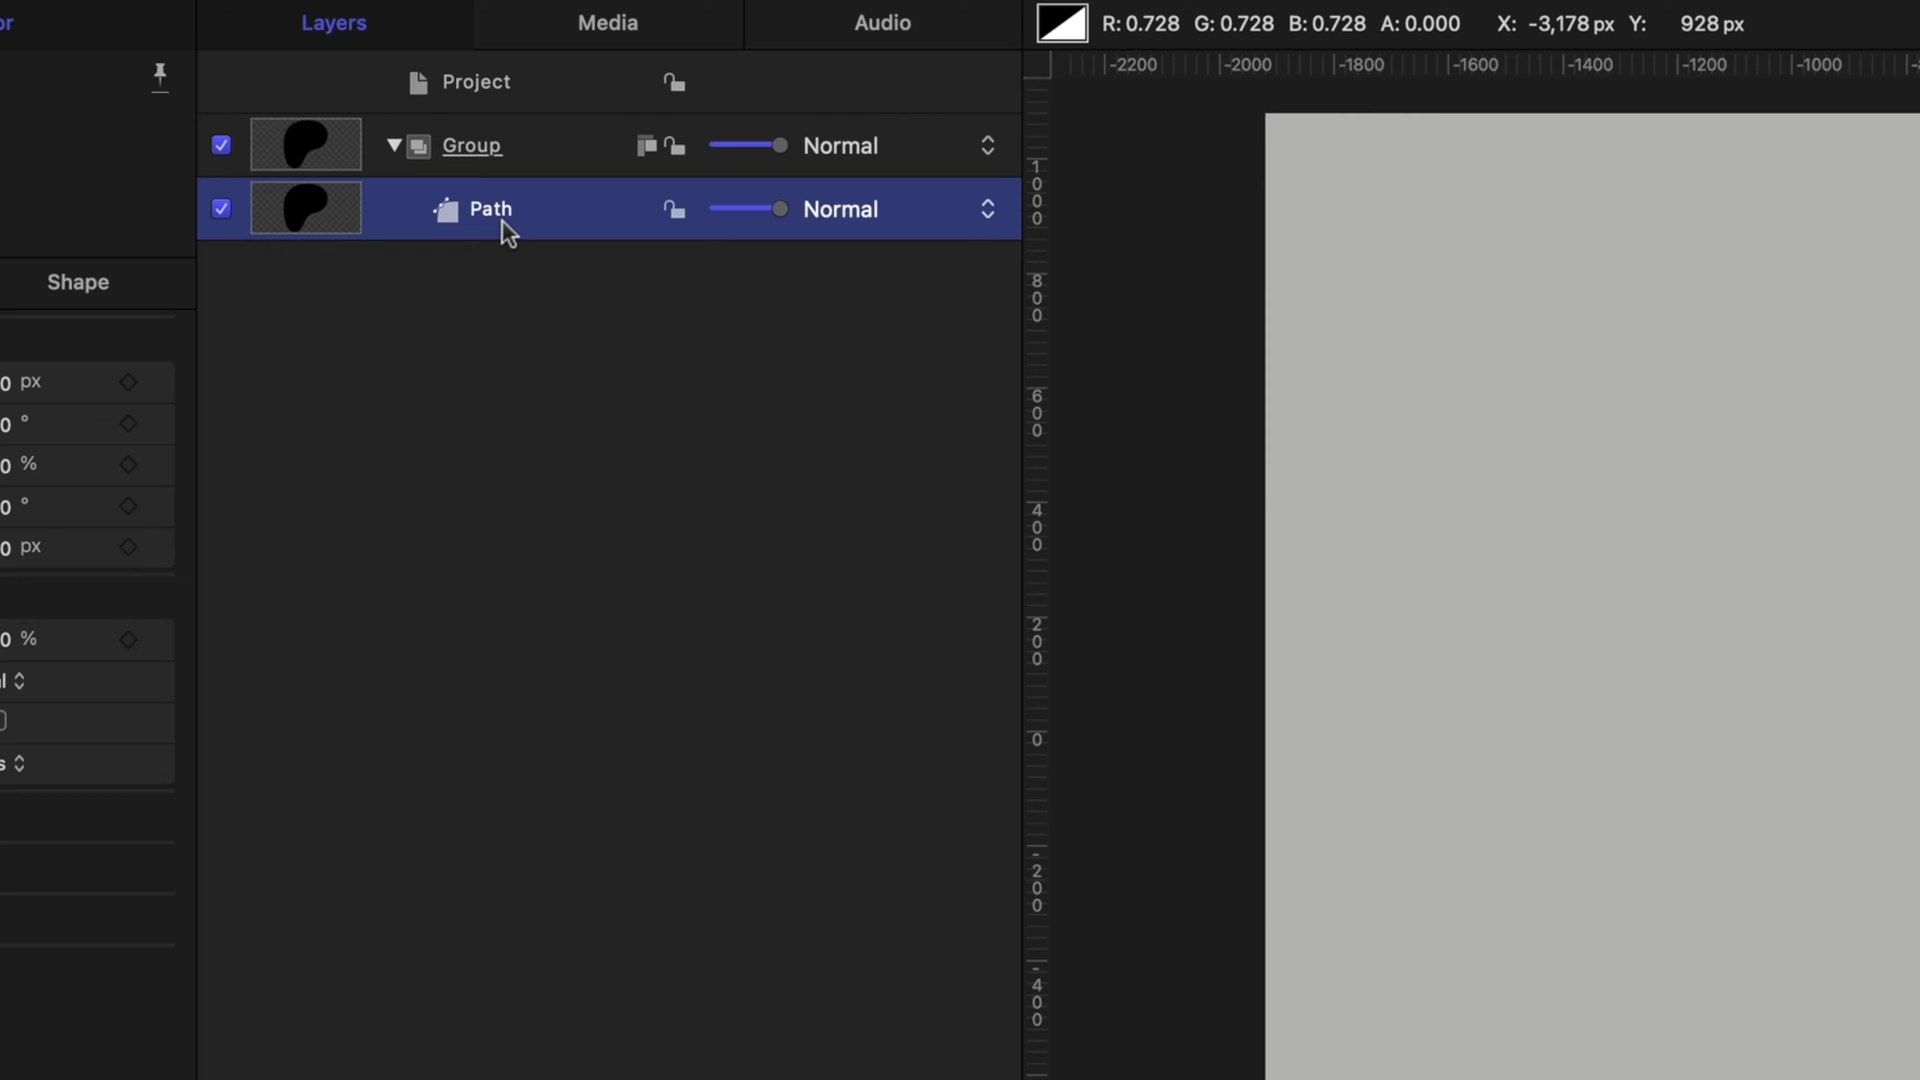 or
Layers Media Audio
R: 0.728 G: 0.728 B: 0.728 A: 0.000 X: -3,178 px Y: 928 px
-2200 -2000 -1800 -1600 -1400 -1200 -1000
Project
Group Normal
Path Normal
Shape
0 px
0 °
0 %
0 °
0 px
0 %
l
s
1000
800
600
400
200
0
-200
-400